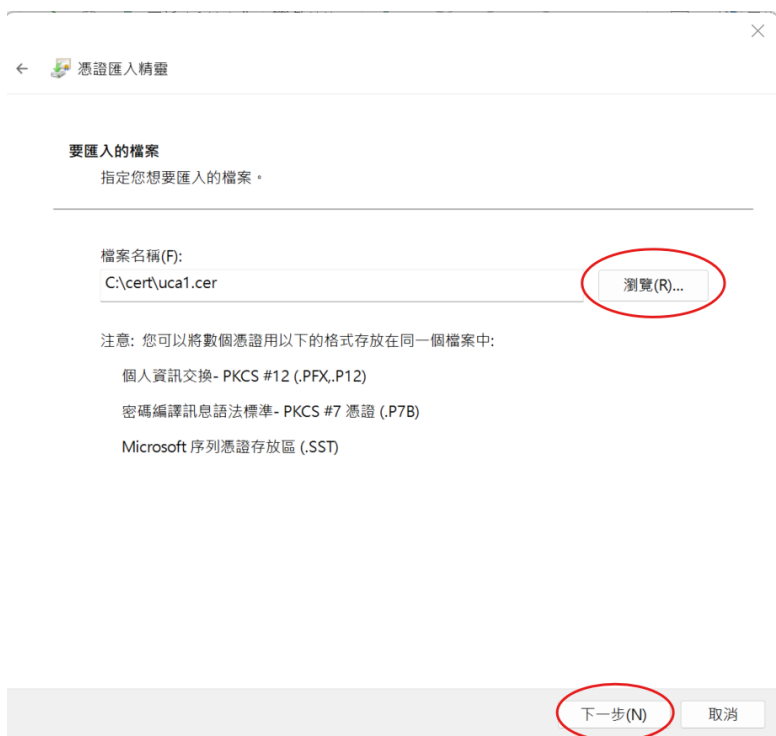 憑證匯入精靈
要匯入的檔案
指定您想要匯入的檔案。
檔案名稱(F):
C:\cert\uca1.cer
瀏覽(R)...
注意: 您可以將數個憑證用以下的格式存放在同一個檔案中:
個人資訊交換- PKCS #12 (.PFX,.P12)
密碼編譯訊息語法標準- PKCS #7 憑證 (.P7B)
Microsoft 序列憑證存放區 (.SST)
下一步(N)
取消